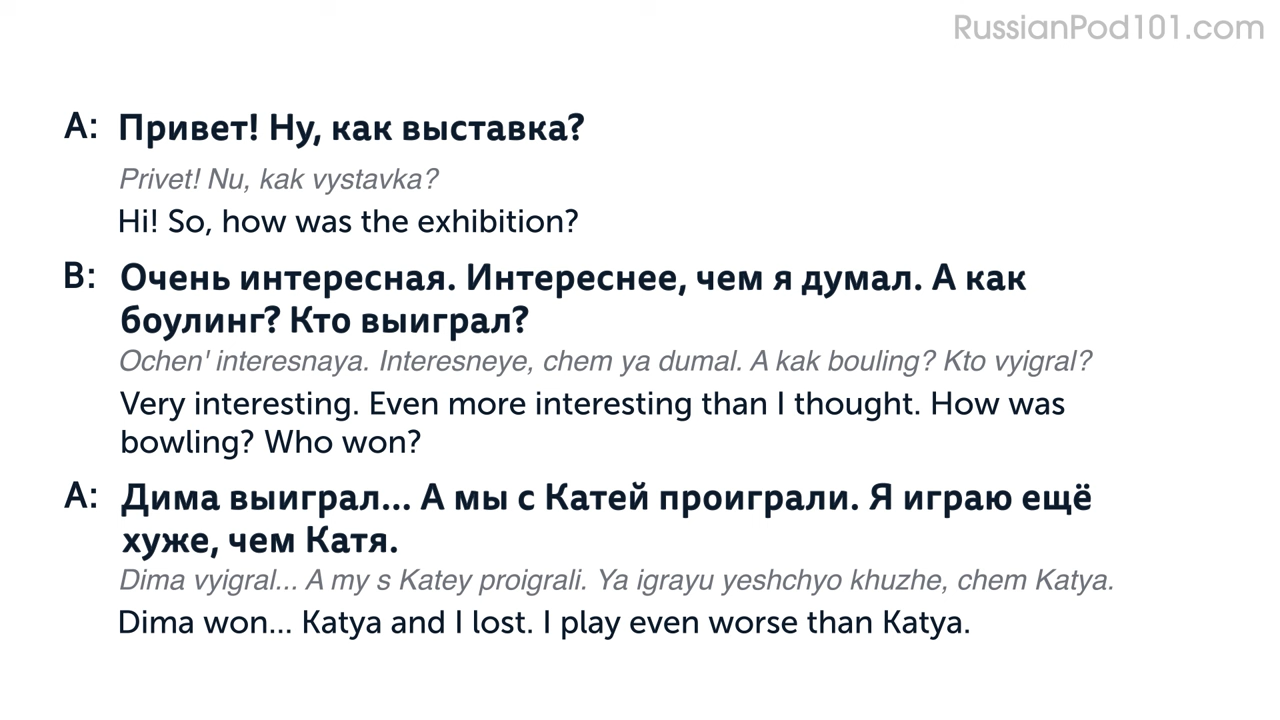 RussianPod101.com
A: Привет! Ну, как выставка?
Privet! Nu, kak vystavka?
Hi! So, how was the exhibition?
B: Очень интересная. Интереснее, чем я думал. А как
боулинг? Кто выиграл?
Ochen' interesnaya. Interesneye, chem ya dumal. A kak bouling? Kto vyigral?
Very interesting. Even more interesting than I thought. How was
bowling? Who won?
A: Дима выиграл... А мы с Катей проиграли. Я играю ещё
хуже, чем Катя.
Dima vyigral... A my s Katey proigrali. Ya igrayu yeshchyo khuzhe, chem Katya.
Dima won... Katya and I lost. I play even worse than Katya.